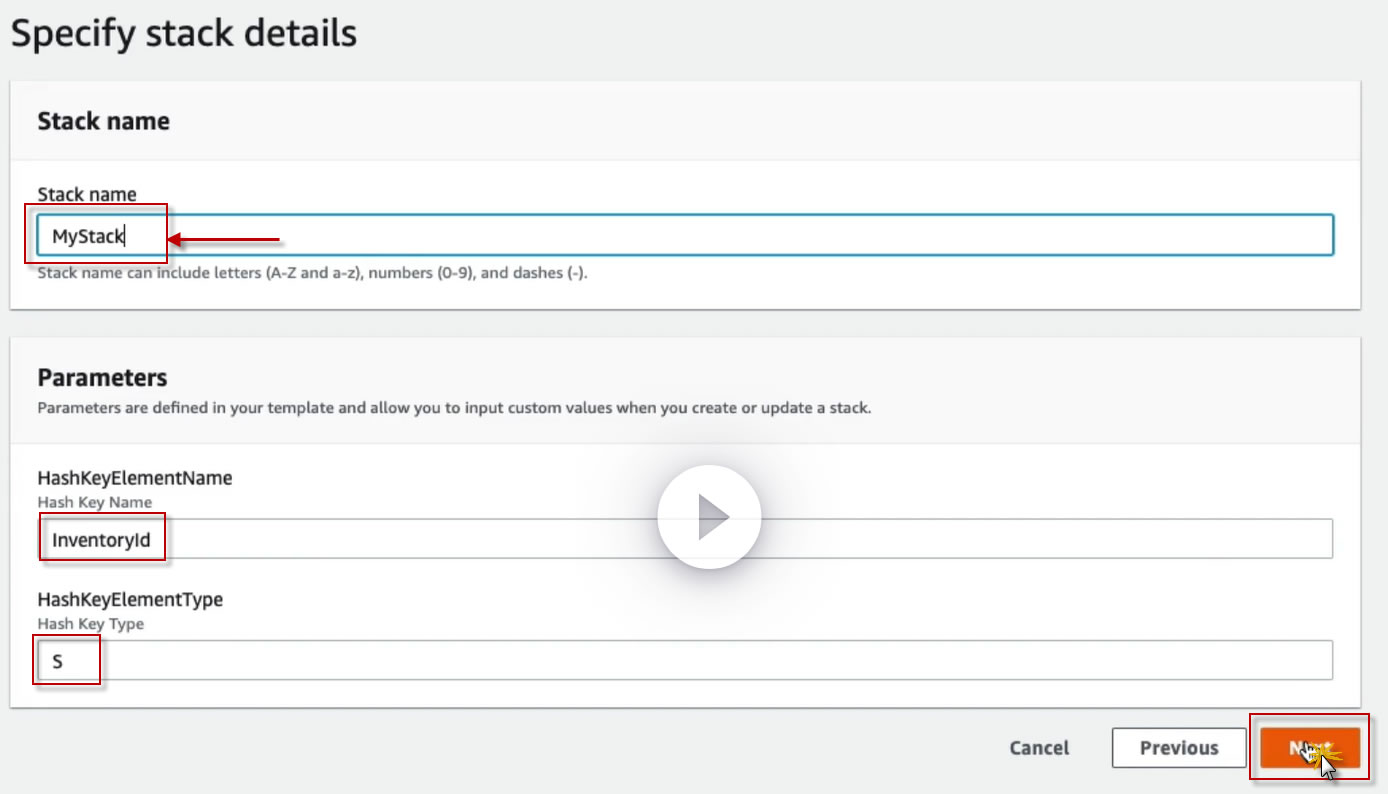 Specify stack details
Stack name
Stack name
MyStack
Stack name can include letters (A-Z and a-z), numbers (0-9), and dashes (-).
Parameters
Parameters are defined in your template and allow you to input custom values when you create or update a stack.
HashKeyElementName
Hash Key Name
InventoryId
HashKeyElementType
Hash Key Type
S
Cancel Previous Next